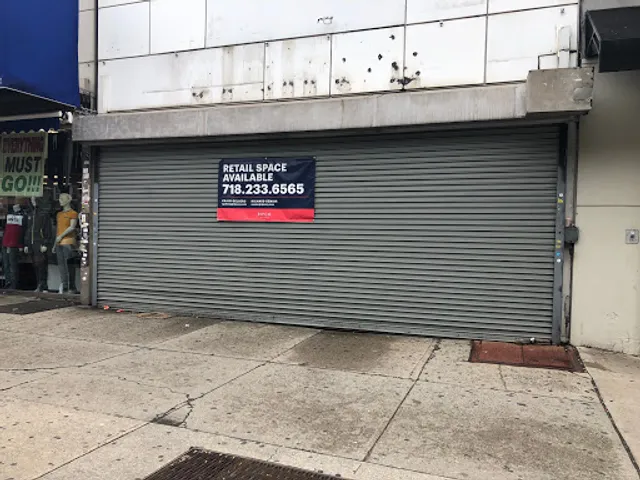 EVERYTHING
MUST
GO!!!
RETAIL SPACE
AVAILABLE
718.233.6565